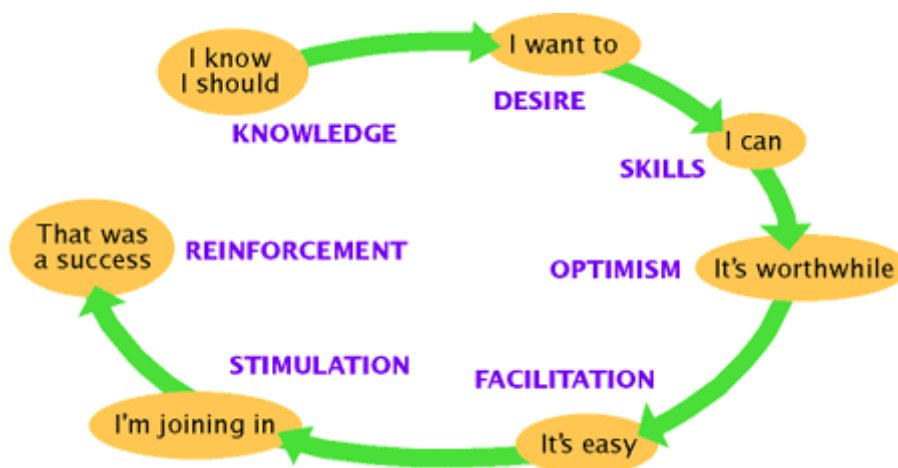 I know
I should
KNOWLEDGE
I want to
DESIRE
I can
SKILLS
It's worthwhile
OPTIMISM
It's easy
FACILITATION
I'm joining in
STIMULATION
That was
a success
REINFORCEMENT